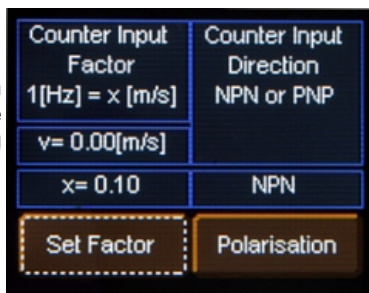 Counter Input
Factor
1[Hz] = x [m/s]
v= 0.00[m/s]
x= 0.10
Set Factor
Counter Input
Direction
NPN or PNP
NPN
Polarisation